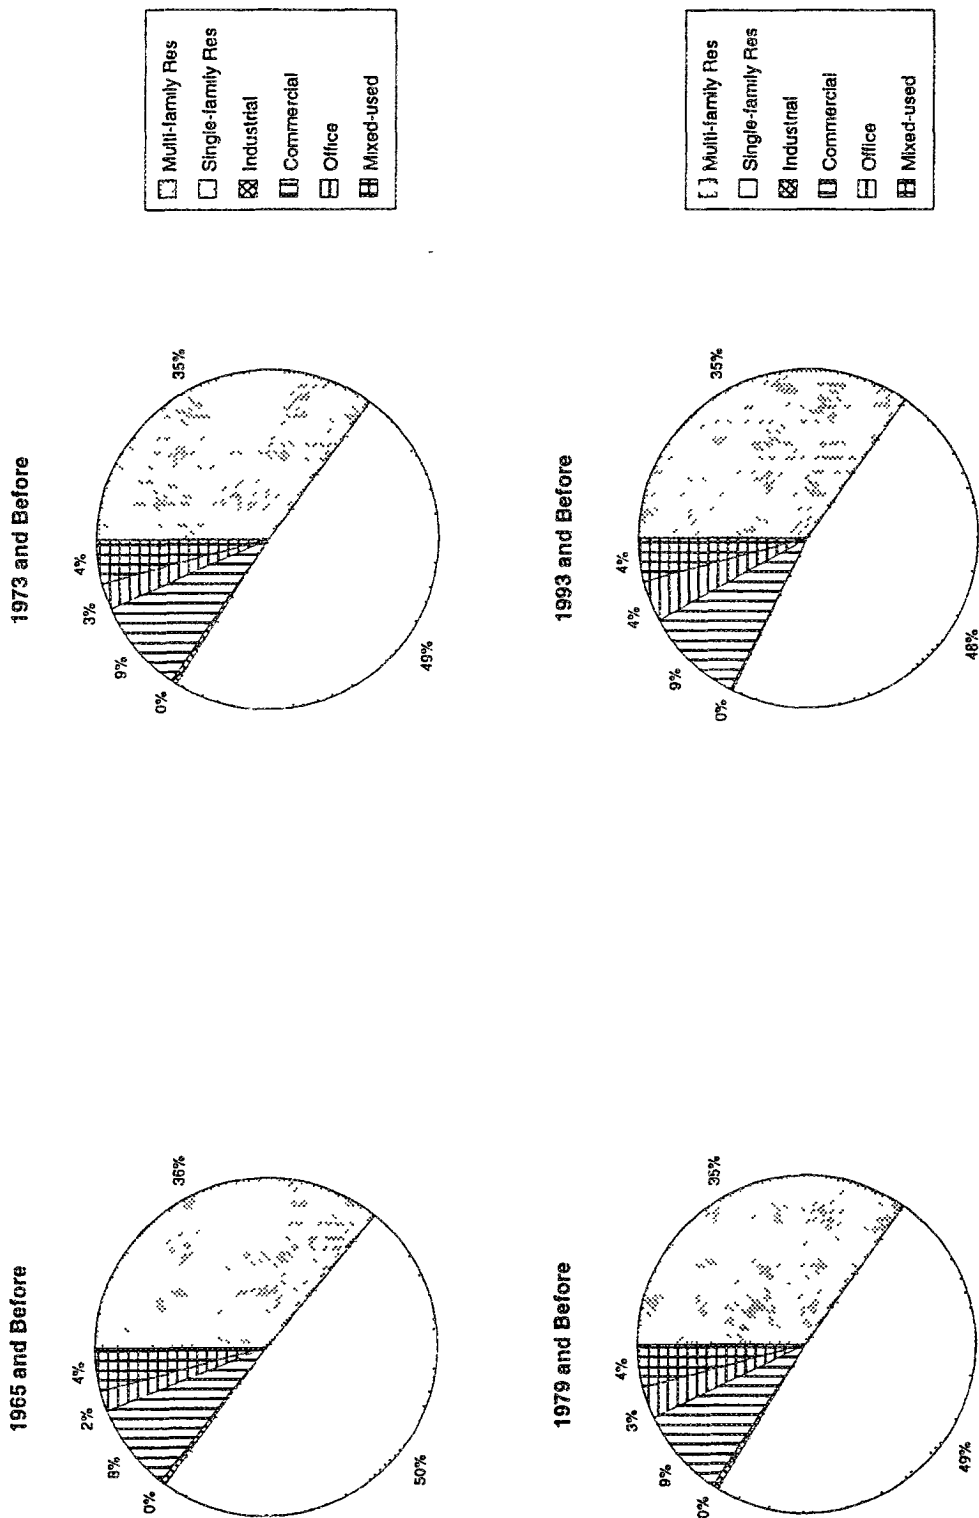 1965 and Before
4%
2%
8%
0%
36%
50%
1973 and Before
4%
3%
9%
0%
35%
49%
Multi-family Res
Single-family Res
Industrial
Commercial
Office
Mixed-used
1979 and Before
4%
3%
9%
0%
35%
49%
1993 and Before
4%
4%
9%
0%
35%
48%
Multi-family Res
Single-family Res
Industrial
Commercial
Office
Mixed-used